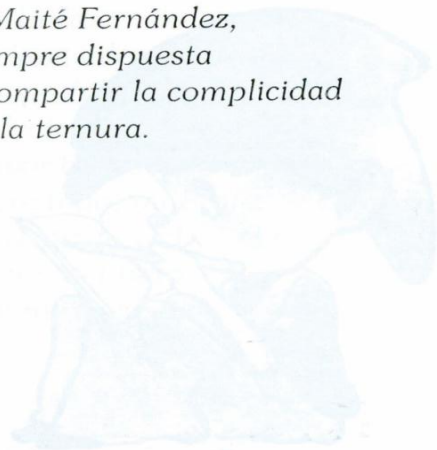 Maité Fernández,
mpre dispuesta
ompartir la complicidad
la ternura.